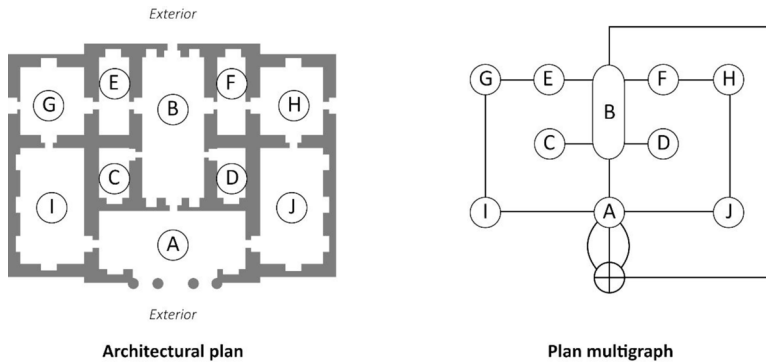 Exterior
E
F
G
B
H
C
D
I
J
A
Exterior
Architectural plan
G
E
F
H
B
C
D
I
A
J
Plan multigraph